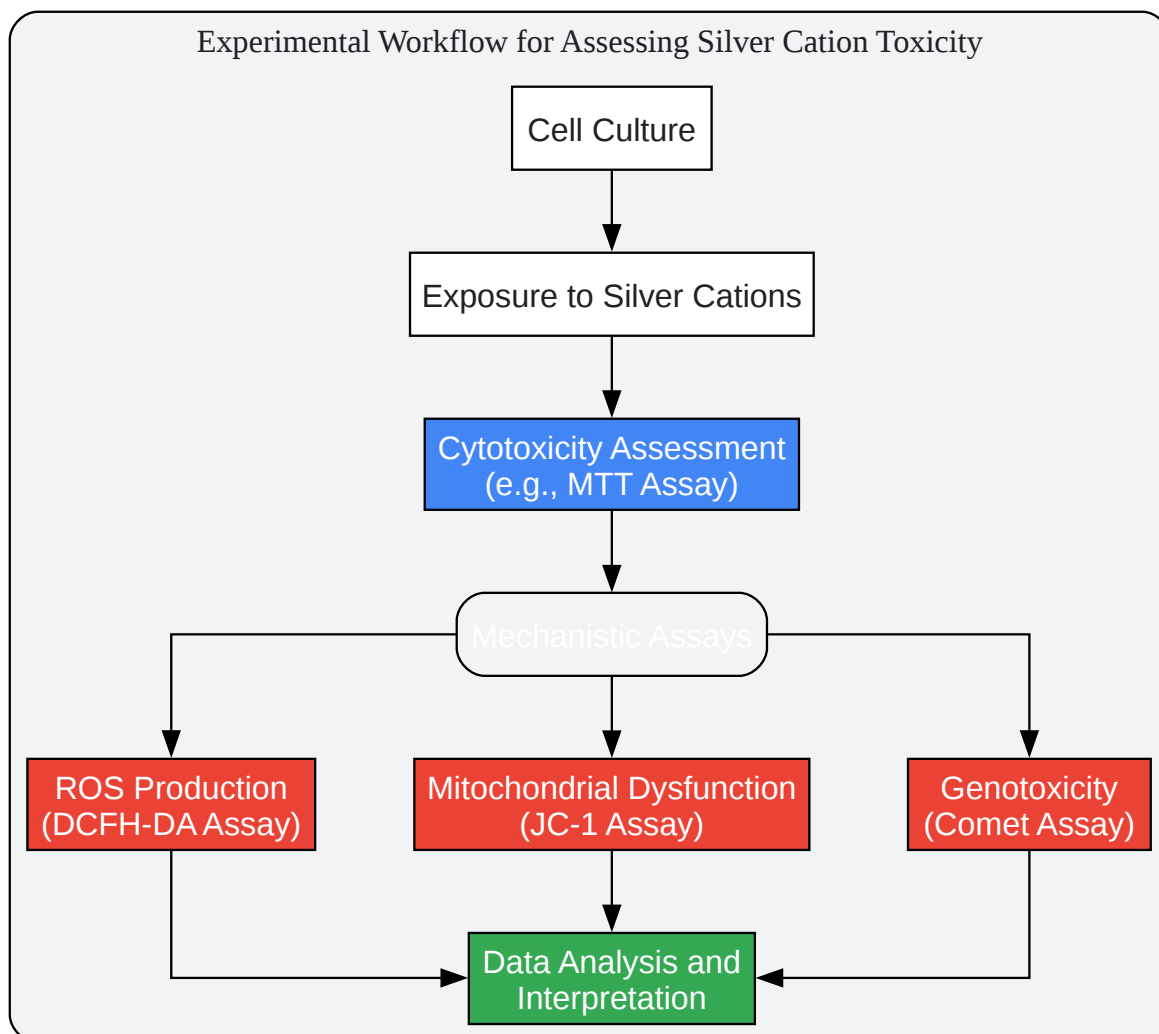 Experimental Workflow for Assessing Silver Cation Toxicity
Cell Culture
Exposure to Silver Cations
Cytotoxicity Assessment
(e.g., MTT Assay)
Mechanistic Assays
ROS Production
(DCFH-DA Assay)
Mitochondrial Dysfunction
(JC-1 Assay)
Genotoxicity
(Comet Assay)
Data Analysis and
Interpretation